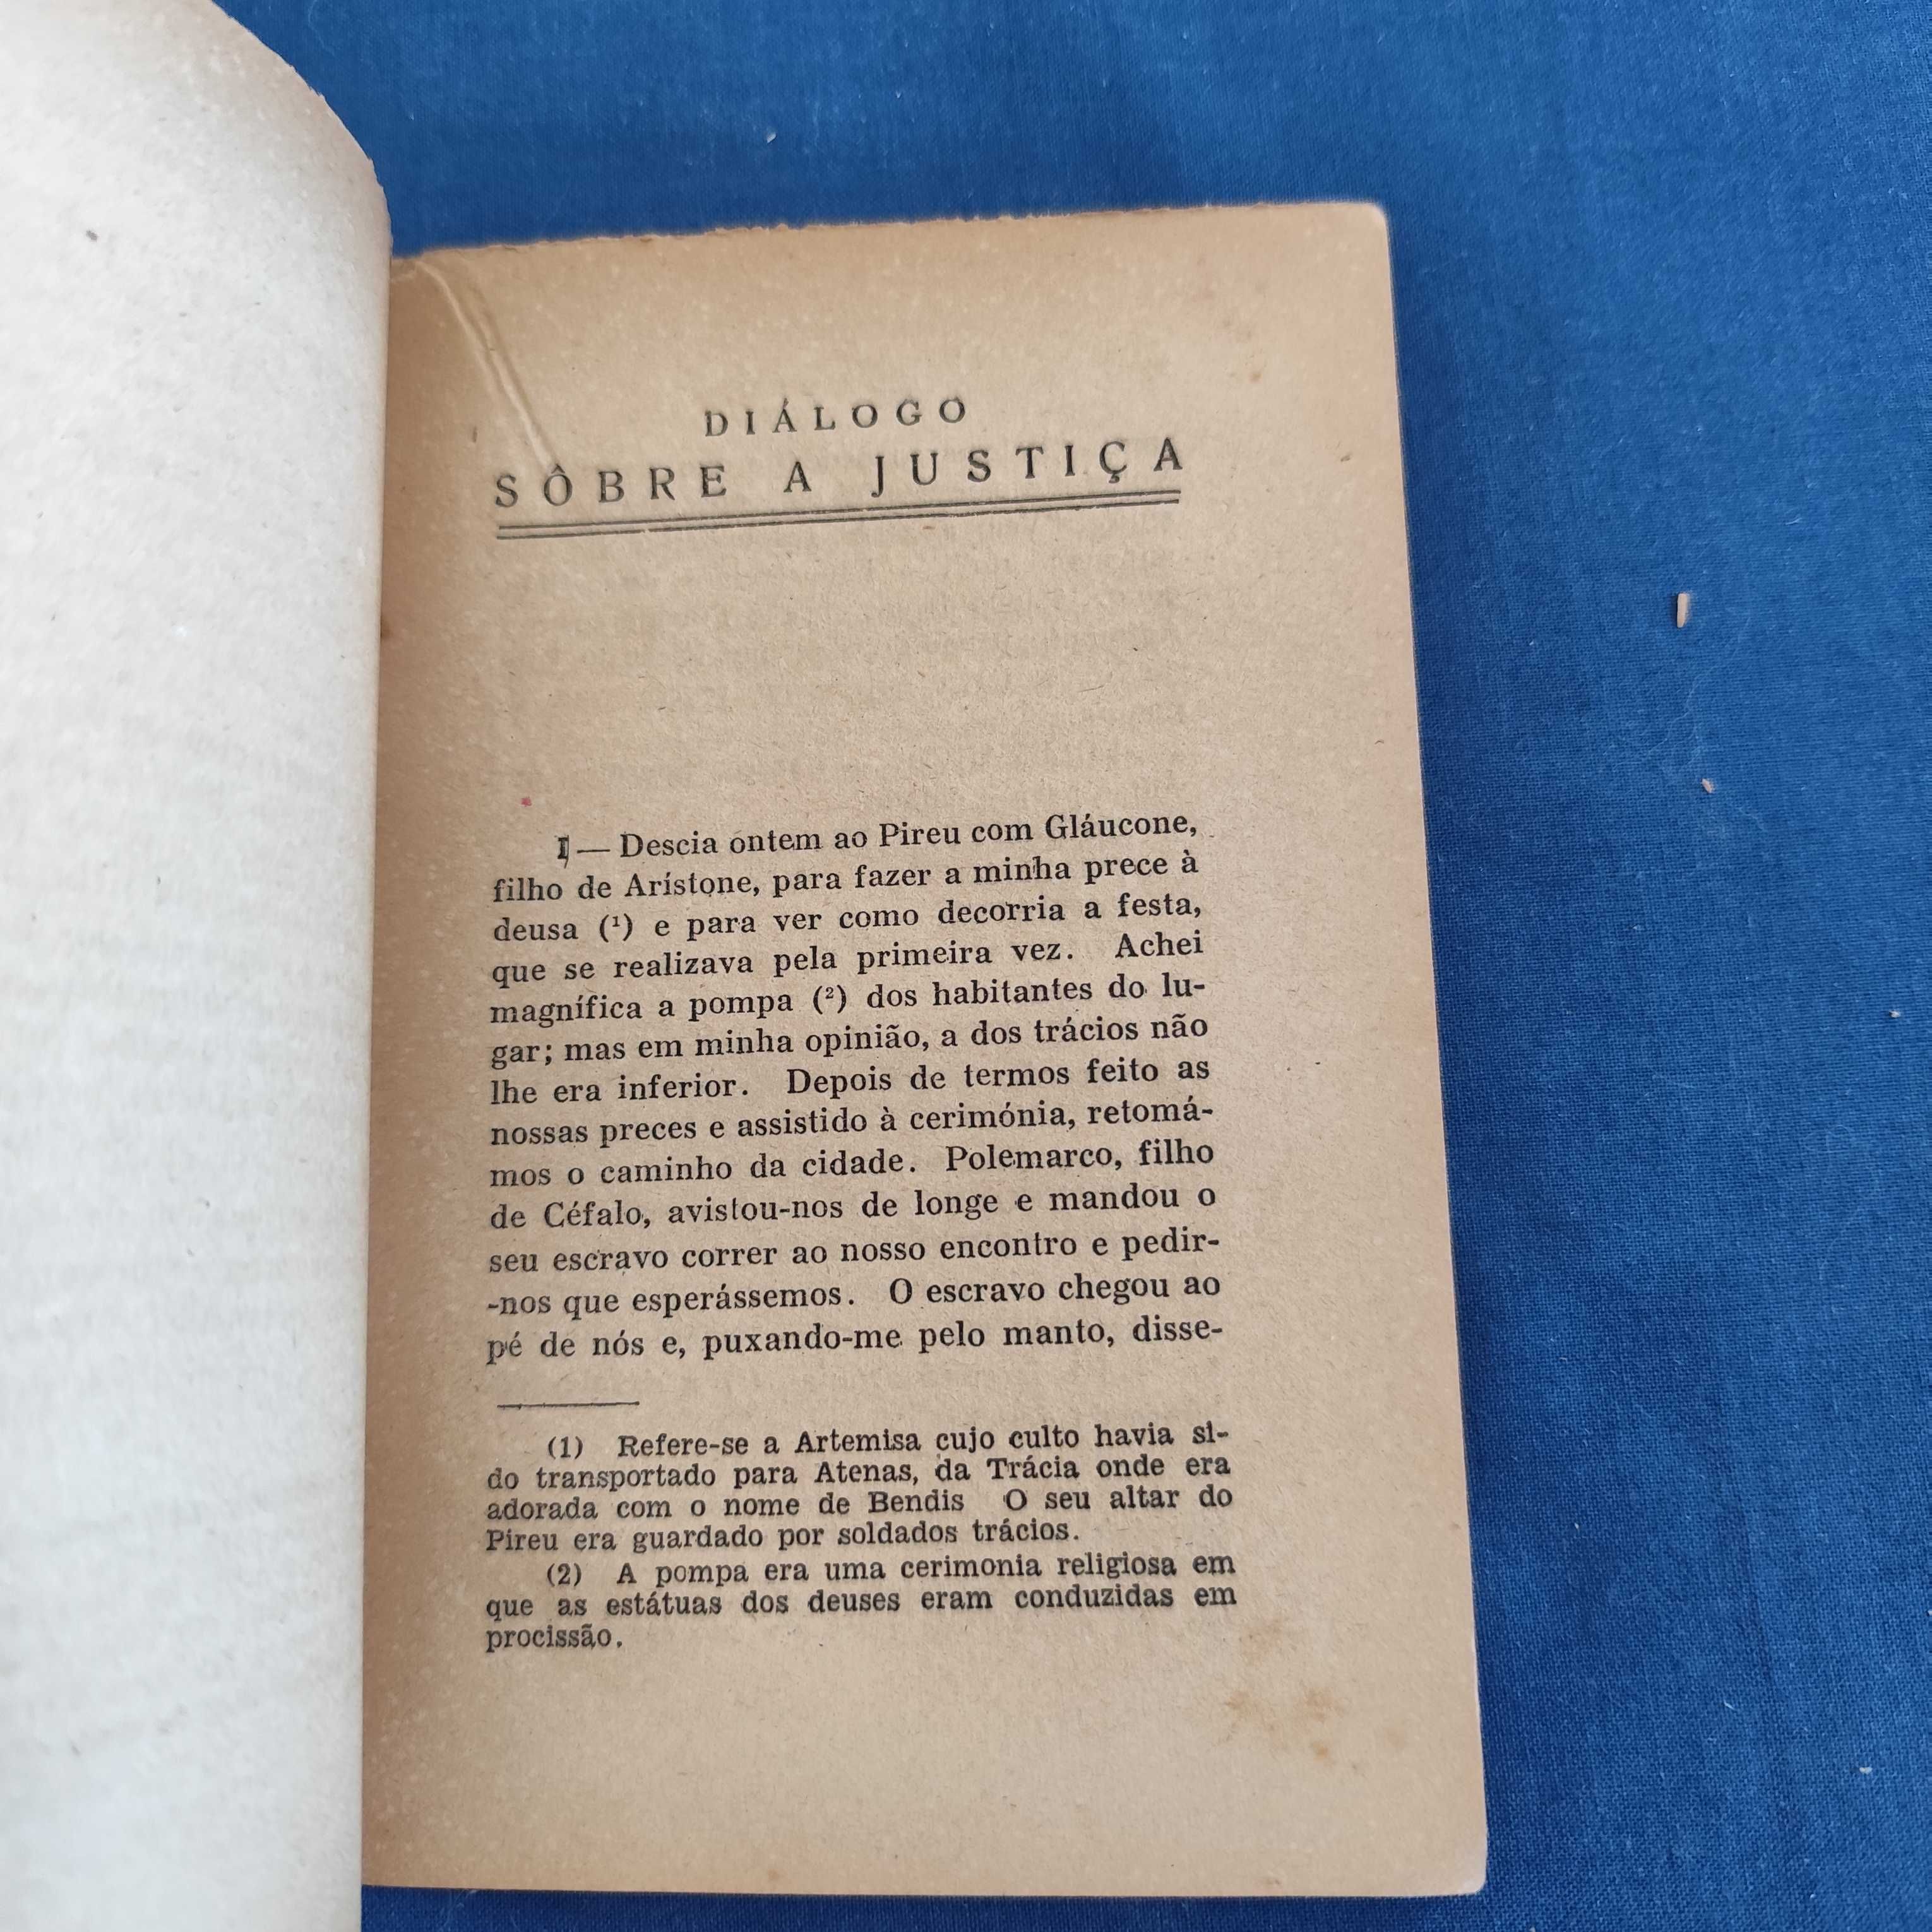 DIÁLOGO
SÔBRE A JUSTIÇA
I — Descia ontem ao Pireu com Gláucone,
filho de Arístone, para fazer a minha prece à
deusa (¹) e para ver como decorria a festa,
que se realizava pela primeira vez. Achei
magnífica a pompa (²) dos habitantes do lu-
gar; mas em minha opinião, a dos trácios não
lhe era inferior. Depois de termos feito as
nossas preces e assistido à cerimónia, retomá-
mos o caminho da cidade. Polemarco, filho
de Céfalo, avistou-nos de longe e mandou o
seu escravo correr ao nosso encontro e pedir-
-nos que esperássemos. O escravo chegou ao
pé de nós e, puxando-me pelo manto, disse-
(1) Refere-se a Artemisa cujo culto havia si-
do transportado para Atenas, da Trácia onde era
adorada com o nome de Bendis O seu altar do
Pireu era guardado por soldados trácios.
(2) A pompa era uma cerimonia religiosa em
que as estátuas dos deuses eram conduzidas em
procissão.